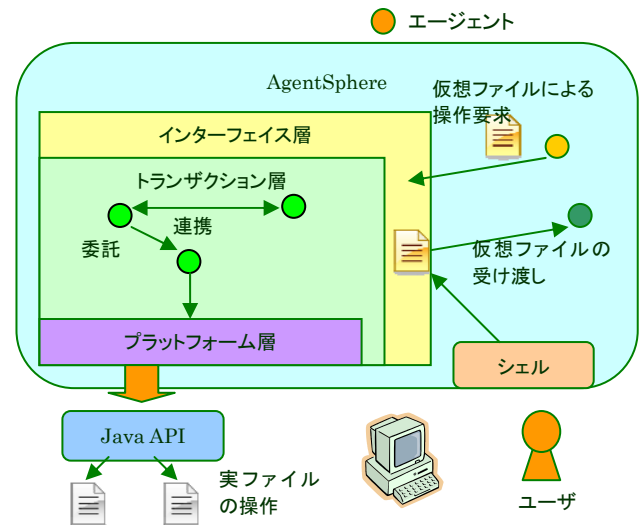 エージェント
AgentSphere
仮想ファイルによる
操作要求
インターフェイス層
トランザクション層
連携
委託
仮想ファイルの
受け渡し
プラットフォーム層
シェル
Java API
実ファイル
の操作
ユーザ